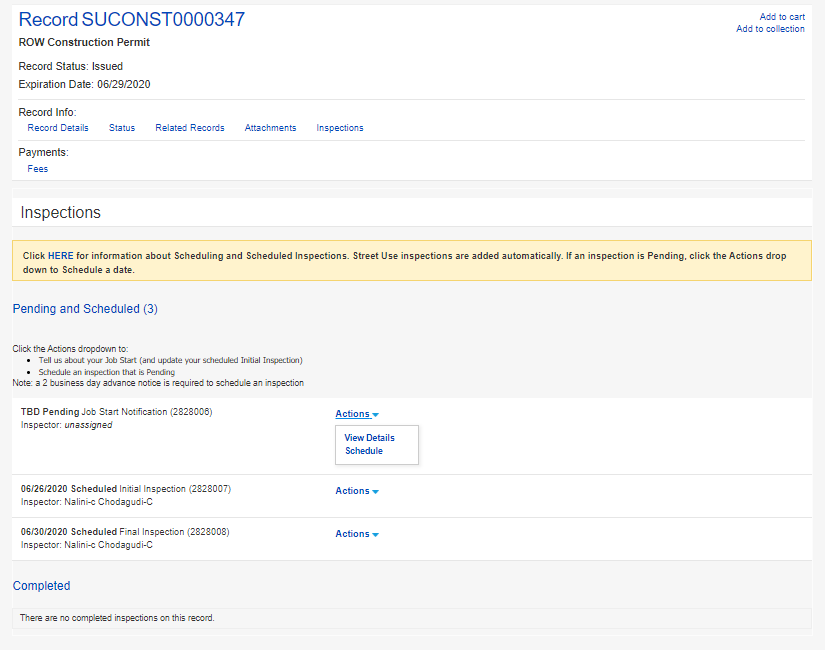 Record SUCONST0000347
Add to cart
Add to collection
ROW Construction Permit
Record Status: Issued
Expiration Date: 06/29/2020
Record Info:
Record Details Status Related Records Attachments Inspections
Payments:
Fees
Inspections
Click HERE for information about Scheduling and Scheduled Inspections. Street Use inspections are added automatically. If an inspection is Pending, click the Actions drop
down to Schedule a date.
Pending and Scheduled (3)
Click the Actions dropdown to:
• Tell us about your Job Start (and update your scheduled Initial Inspection)
• Schedule an inspection that is Pending
Note: a 2 business day advance notice is required to schedule an inspection
TBD Pending Job Start Notification (2828006) Actions
Inspector: unassigned
View Details
Schedule
06/26/2020 Scheduled Initial Inspection (2828007) Actions
Inspector: Nalini-c Chodagudi-C
06/30/2020 Scheduled Final Inspection (2828008) Actions
Inspector: Nalini-c Chodagudi-C
Completed
There are no completed inspections on this record.